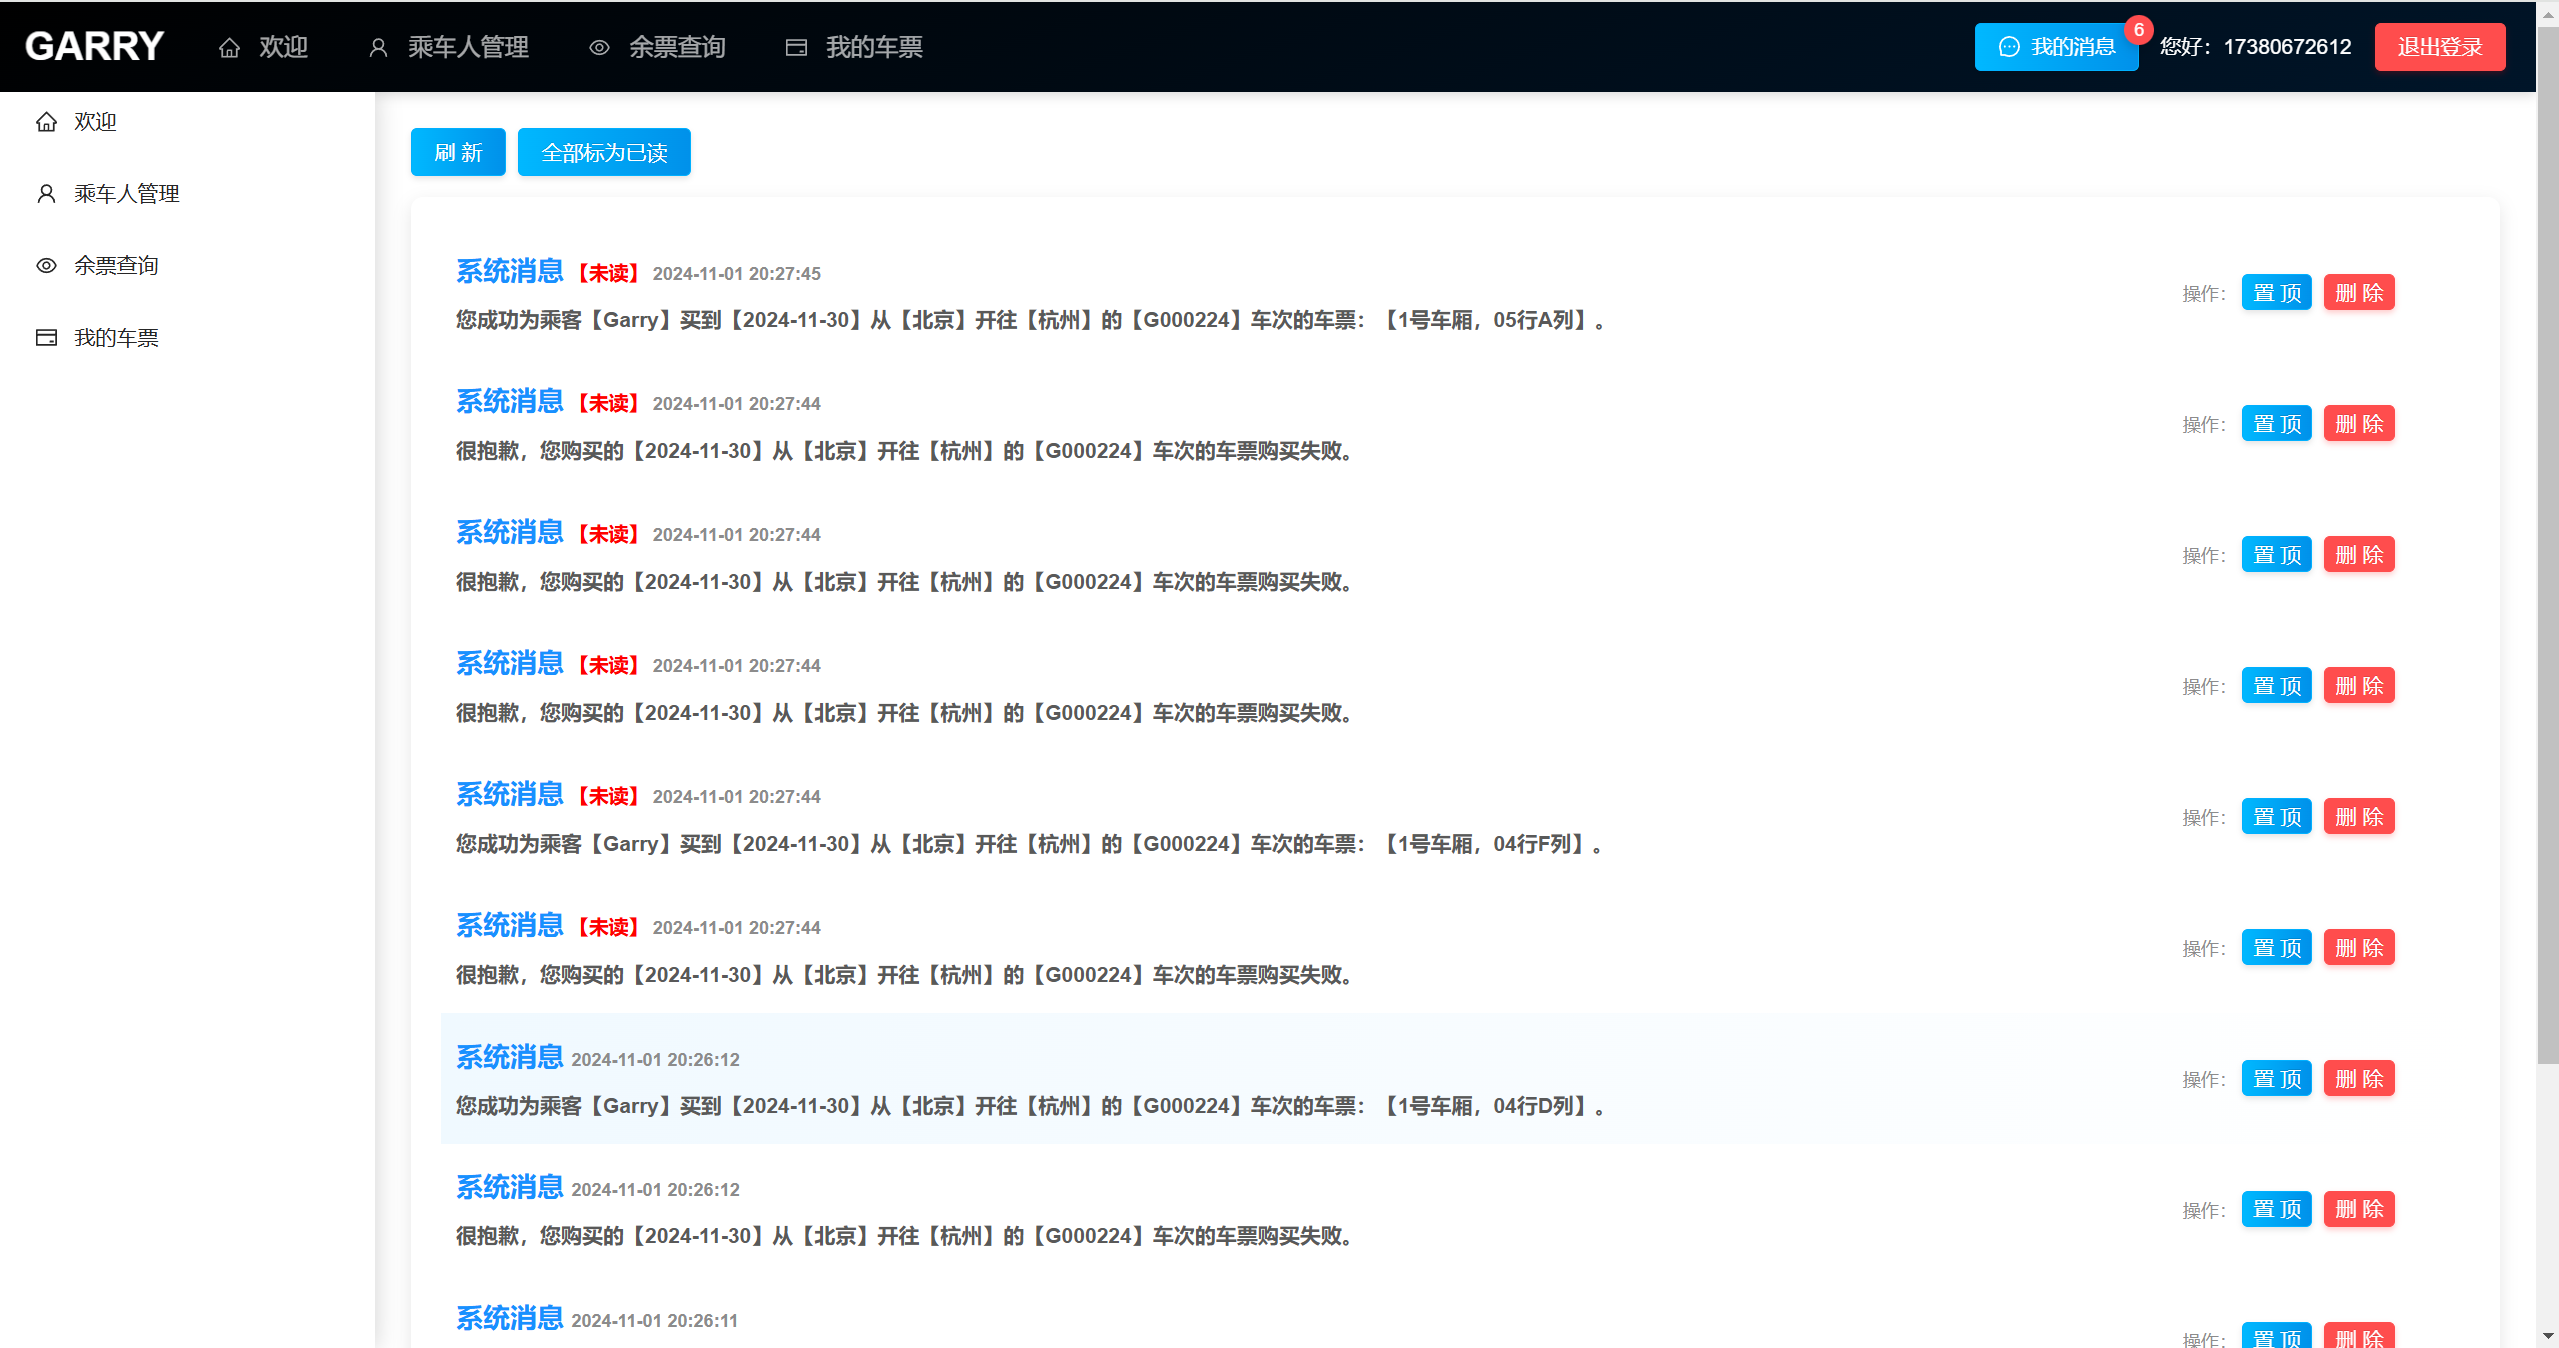 GARRY 欢迎 乘车人管理 余票查询 我的车票 我的消息 6 您好：17380672612 退出登录
欢迎
乘车人管理
余票查询
我的车票
刷 新 全部标为已读
系统消息【未读】2024-11-01 20:27:45
您成功为乘客【Garry】买到【2024-11-30】从【北京】开往【杭州】的【G000224】车次的车票：【1号车厢，05行A列】。
操作： 置 顶 删 除
系统消息【未读】2024-11-01 20:27:44
很抱歉，您购买的【2024-11-30】从【北京】开往【杭州】的【G000224】车次的车票购买失败。
操作： 置 顶 删 除
系统消息【未读】2024-11-01 20:27:44
很抱歉，您购买的【2024-11-30】从【北京】开往【杭州】的【G000224】车次的车票购买失败。
操作： 置 顶 删 除
系统消息【未读】2024-11-01 20:27:44
很抱歉，您购买的【2024-11-30】从【北京】开往【杭州】的【G000224】车次的车票购买失败。
操作： 置 顶 删 除
系统消息【未读】2024-11-01 20:27:44
您成功为乘客【Garry】买到【2024-11-30】从【北京】开往【杭州】的【G000224】车次的车票：【1号车厢，04行F列】。
操作： 置 顶 删 除
系统消息【未读】2024-11-01 20:27:44
很抱歉，您购买的【2024-11-30】从【北京】开往【杭州】的【G000224】车次的车票购买失败。
操作： 置 顶 删 除
系统消息 2024-11-01 20:26:12
您成功为乘客【Garry】买到【2024-11-30】从【北京】开往【杭州】的【G000224】车次的车票：【1号车厢，04行D列】。
操作： 置 顶 删 除
系统消息 2024-11-01 20:26:12
很抱歉，您购买的【2024-11-30】从【北京】开往【杭州】的【G000224】车次的车票购买失败。
操作： 置 顶 删 除
系统消息 2024-11-01 20:26:11
操作： 置 顶 删 除